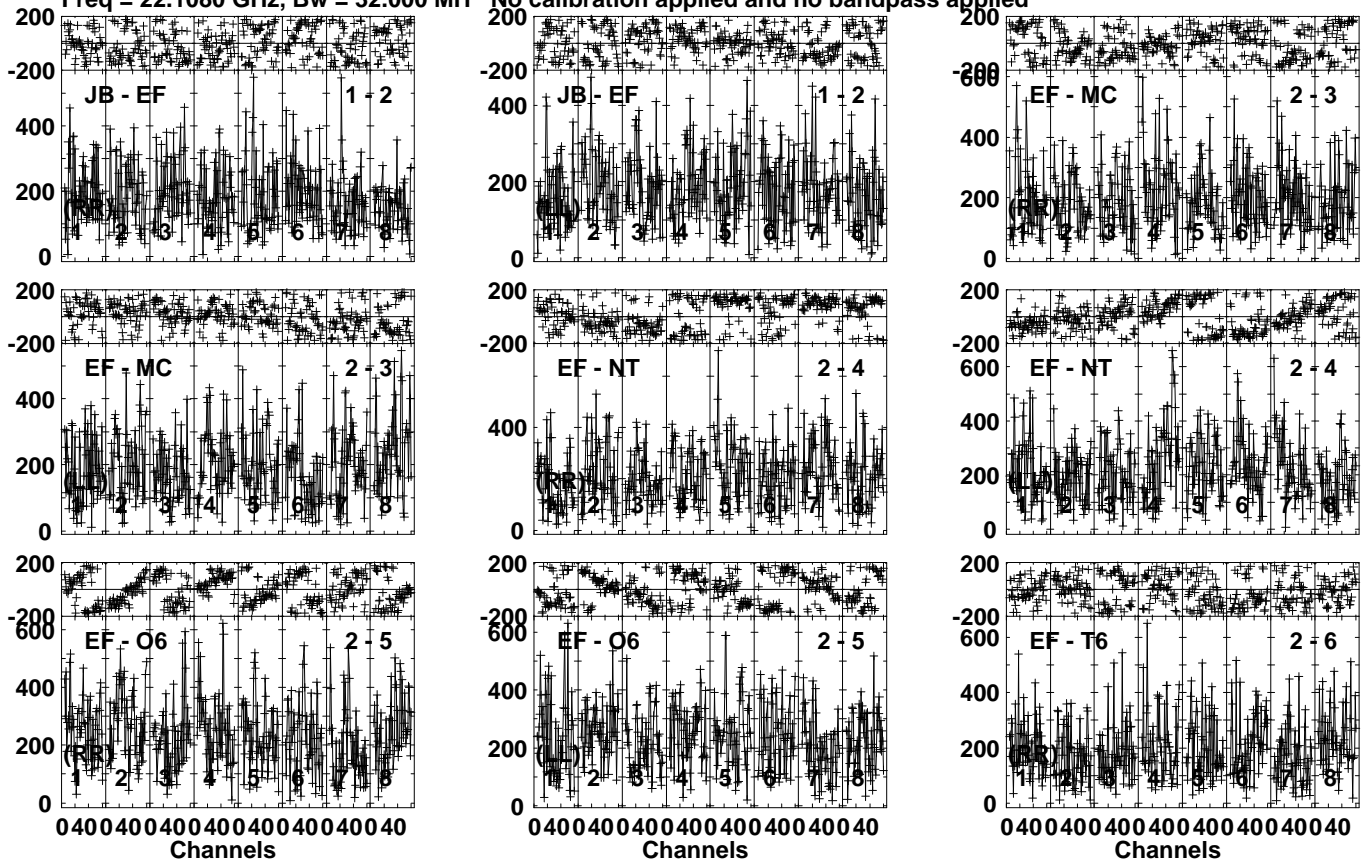 Freq = 22.1080 GHz, Bw = 32.000 MH No calibration applied and no bandpass applied
200 200 200
-200 -200 -200
JB - EF 1 - 2 JB - EF 1 - 2 600 EF - MC 2 - 3
400 400 400
200 200 200
(RR) (LL) (RR)
1 2 3 4 5 6 7 8 1 2 3 4 5 6 7 8 1 2 3 4 5 6 7 8
0 0 0
200 200 200
-200 -200 -200
EF - MC 2 - 3 EF - NT 2 - 4 EF - NT 2 - 4
600
400 400 400
200 200
(LL) (RR) (LL)
1 2 3 4 5 6 7 8 1 2 3 4 5 6 7 8 1 2 3 4 5 6 7 8
0 0 0
200 200 200
-200 -200 -200
EF - O6 2 - 5 EF - O6 2 - 5 EF - T6 2 - 6
600 600 600
400 400 400
200 200 200
(RR) (LL) (RR)
1 2 3 4 5 6 7 8 1 2 3 4 5 6 7 8 1 2 3 4 5 6 7 8
0 0 0
0 40 0 40 0 40 0 40 0 40 0 40 0 40 0 40 0 40 0 40 0 40 0 40 0 40 0 40 0 40 0 40 0 40 0 40 0 40 0 40 0 40 0 40 0 40 0 40
Channels Channels Channels